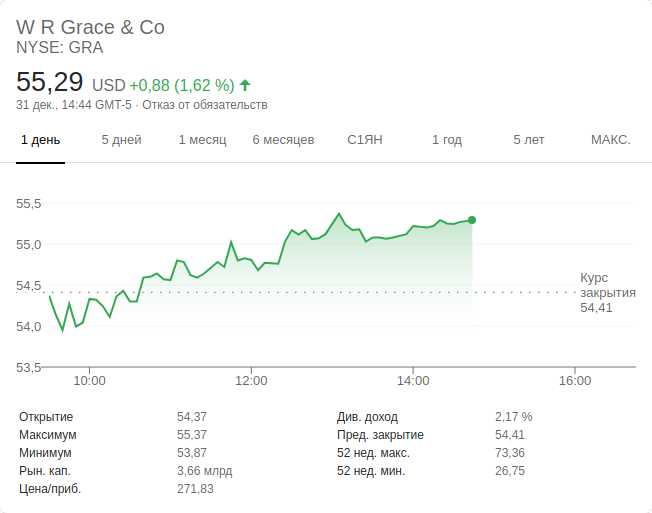 W R Grace & Co
NYSE: GRA
55,29 USD +0,88 (1,62 %)
31 дек., 14:44 GMT-5 · Отказ от обязательств
1 день 5 дней 1 месяц 6 месяцев С1ЯН 1 год 5 лет МАКС.
55,5
55,0
54,5
54,0
53,5
Курс
закрытия
54,41
10:00 12:00 14:00 16:00
Открытие 54,37 Див. доход 2,17 %
Максимум 55,37 Пред. закрытие 54,41
Минимум 53,87 52 нед. макс. 73,36
Рын. кап. 3,66 млрд 52 нед. мин. 26,75
Цена/приб. 271,83